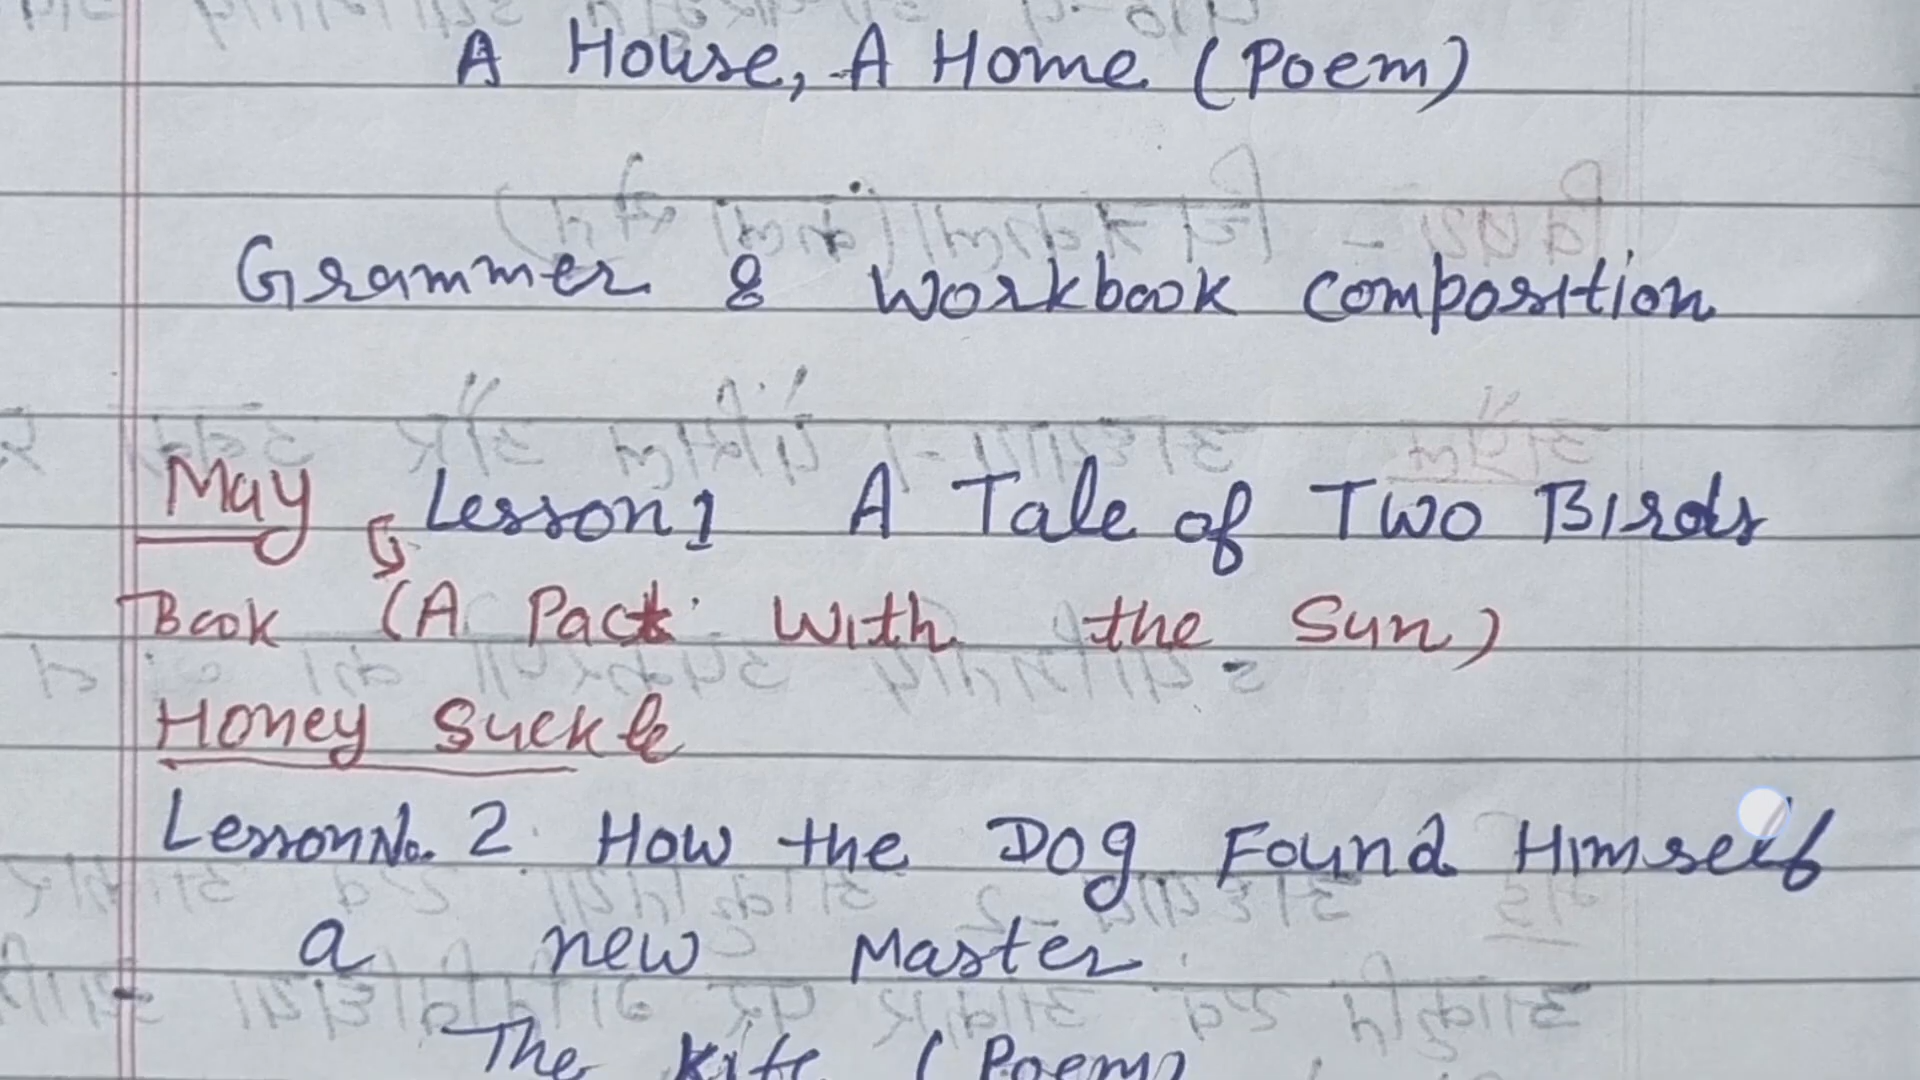 A House, A Home (Poem)
Grammer & Workbook Composition
May Lesson 1 A Tale of Two Birds
Book (A Pact With the Sun)
Honey Suckle
Lesson No. 2. How the Dog Found Himself
a new Master.
The Kite (Poem)